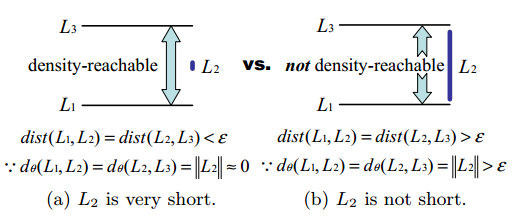 L₃ L₃
density-reachable L₂ vs. not density-reachable L₂
L₁ L₁
dist(L₁,L₂)=dist(L₂,L₃)<ε dist(L₁,L₂)=dist(L₂,L₃)>ε
∵ dθ(L₁,L₂)=dθ(L₂,L₃)=‖L₂‖≈0 ∵ dθ(L₁,L₂)=dθ(L₂,L₃)=‖L₂‖>ε
(a) L₂ is very short. (b) L₂ is not short.